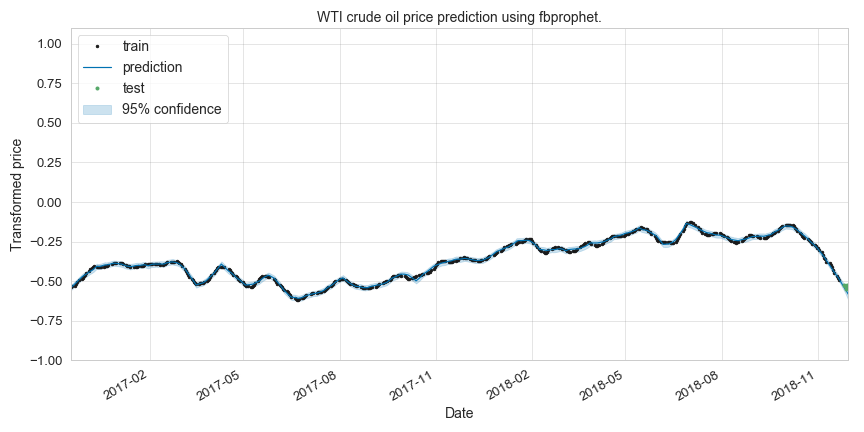 WTI crude oil price prediction using fbprophet.
train
prediction
test
95% confidence
Transformed price
1.00
0.75
0.50
0.25
0.00
−0.25
−0.50
−0.75
−1.00
2017-02
2017-05
2017-08
2017-11
2018-02
2018-05
2018-08
2018-11
Date